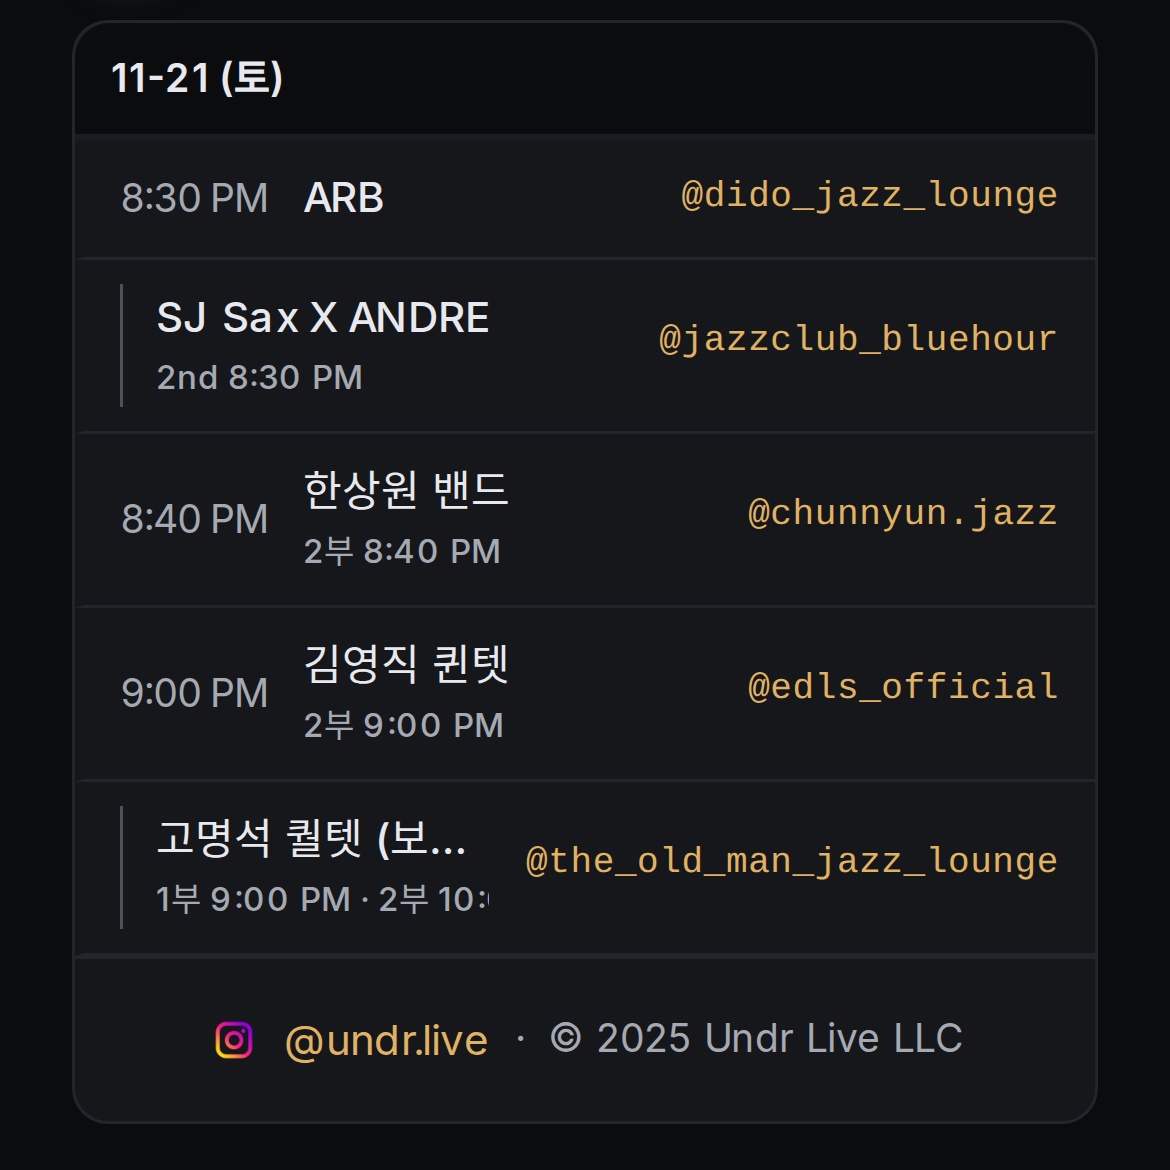 11-21 (토)
8:30 PM ARB @dido_jazz_lounge
SJ Sax X ANDRE @jazzclub_bluehour
2nd 8:30 PM
8:40 PM 한상원 밴드 @chunnyun.jazz
2부 8:40 PM
9:00 PM 김영직 퀸텟 @edls_official
2부 9:00 PM
고명석 퀄텟 (보... @the_old_man_jazz_lounge
1부 9:00 PM · 2부 10:
@undr.live · © 2025 Undr Live LLC